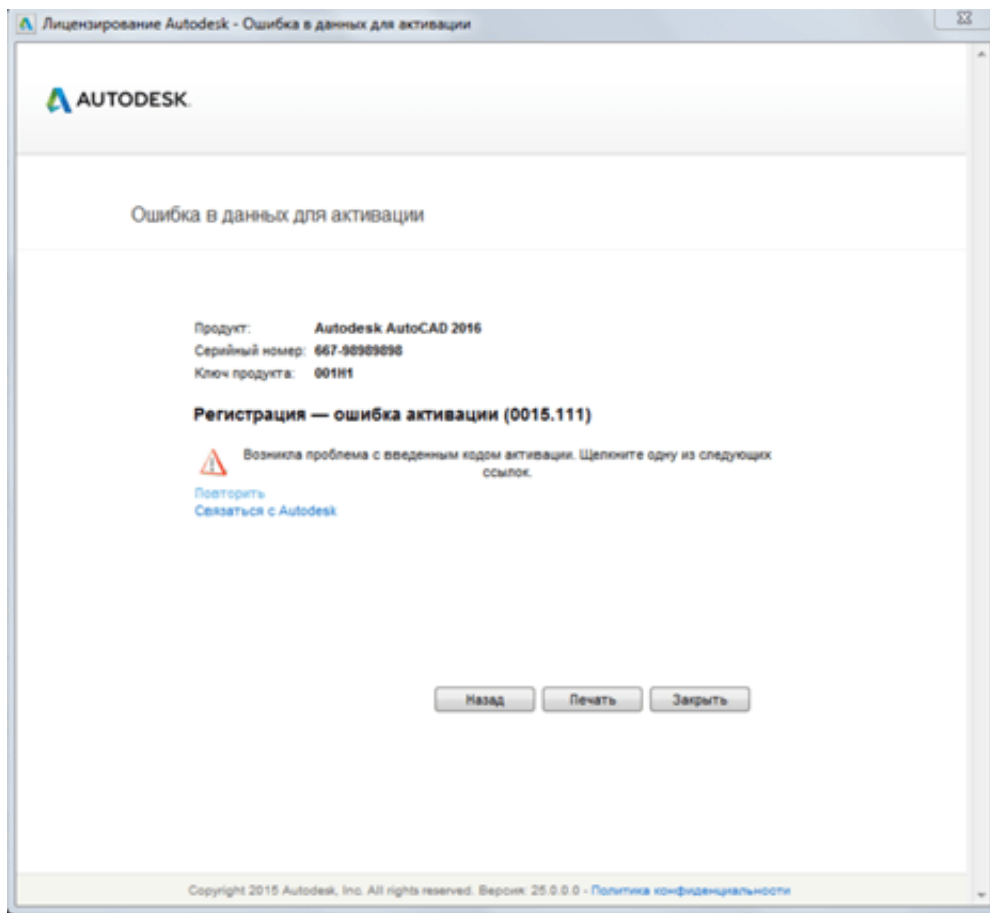 Лицензирование Autodesk - Ошибка в данных для активации
AUTODESK.
Ошибка в данных для активации
Продукт: Autodesk AutoCAD 2016
Серийный номер: 667-98989898
Ключ продукта: 001H1
Регистрация — ошибка активации (0015.111)
Возникла проблема с введенным кодом активации. Щелкните одну из следующих
ссылок.
Повторить
Связаться с Autodesk
Назад Печать Закрыть
Copyright 2015 Autodesk, Inc. All rights reserved. Версия: 25.0.0.0 - Политика конфиденциальности